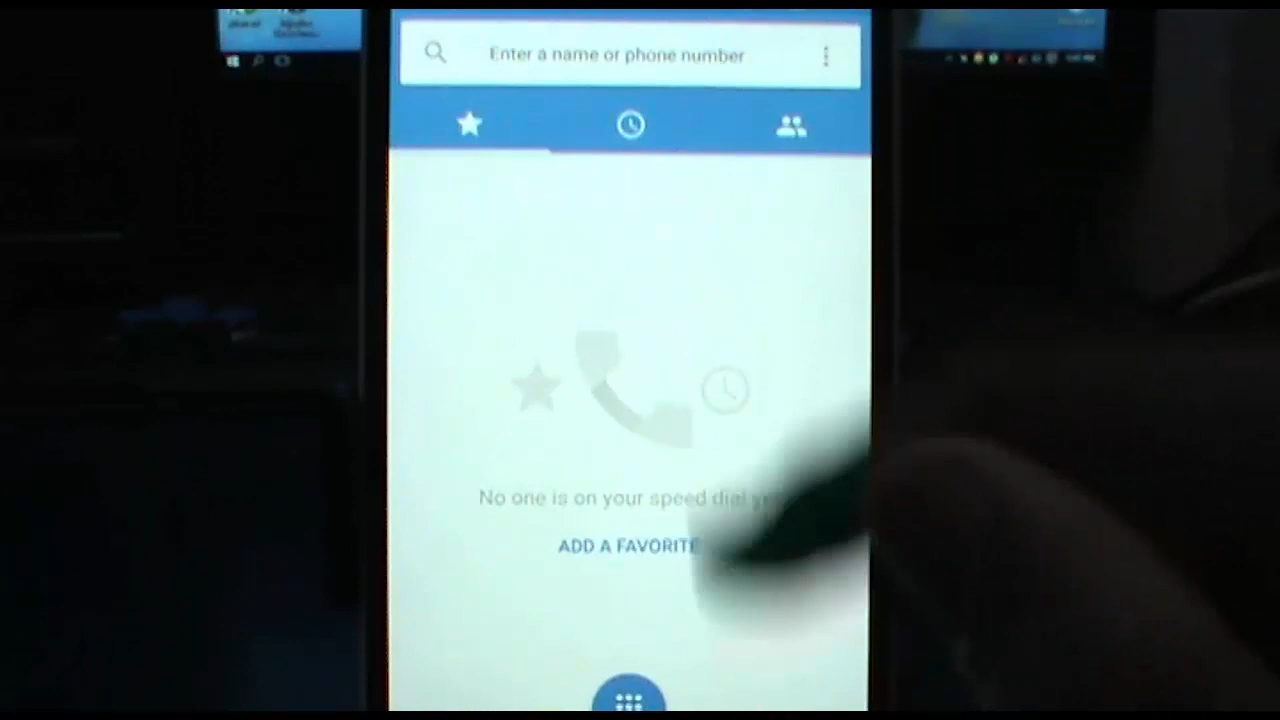 Enter a name or phone number
No one is on your speed dial
ADD A FAVORITE